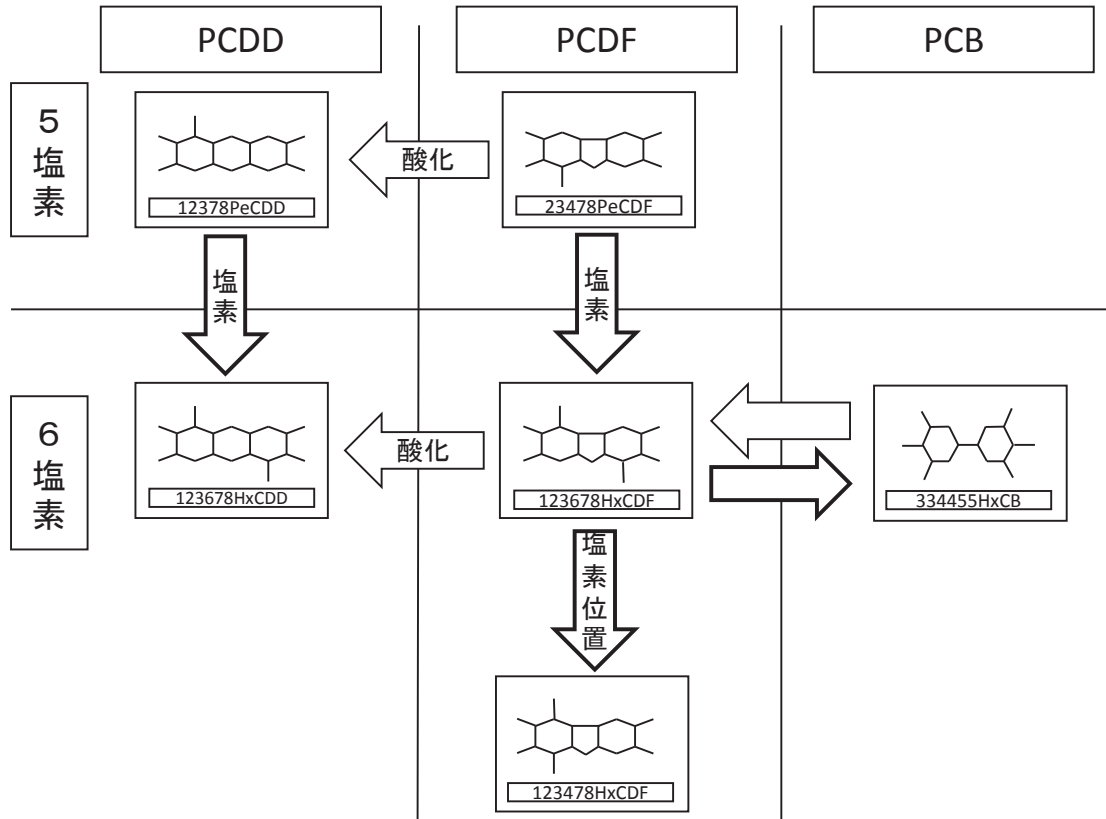 PCDD
PCDF
PCB
5塩素
12378PeCDD
酸化
23478PeCDF
塩素
塩素
6塩素
123678HxCDD
酸化
123678HxCDF
334455HxCB
塩素位置
123478HxCDF